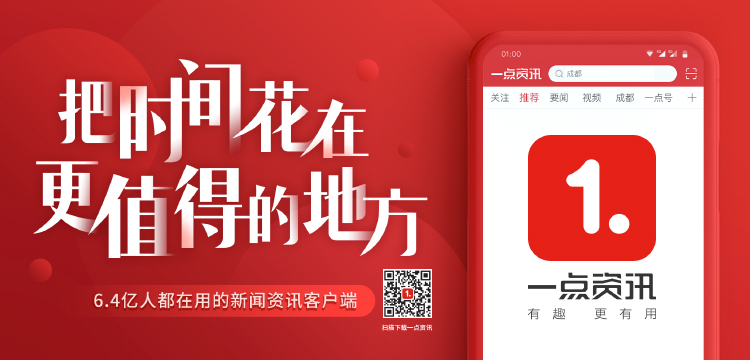 把时间花在
更值得的地方
6.4亿人都在用的新闻资讯客户端
扫描下载一点资讯
01:00
一点资讯
成都
关注 推荐 要闻 视频 成都 一点号
1.
一点资讯
有趣 更有用